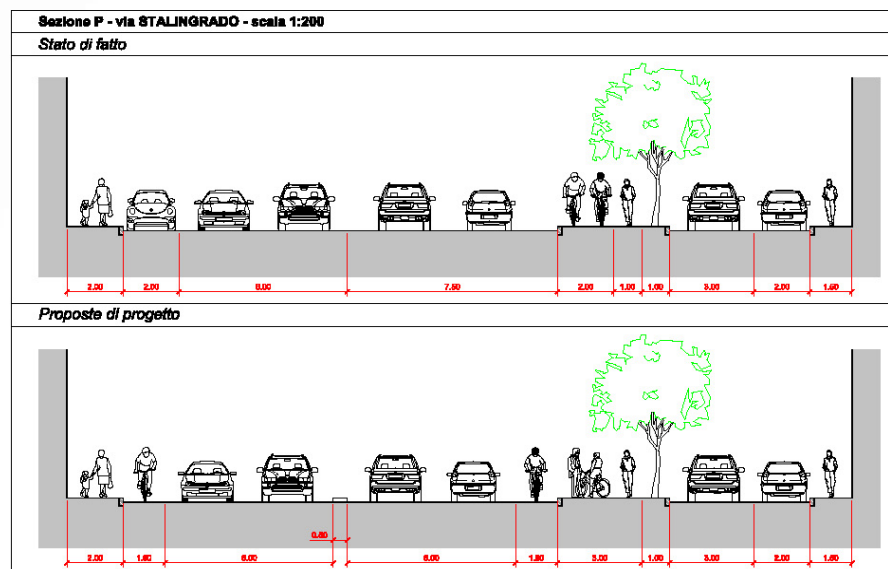 Sezione P - via STALINGRADO - scala 1:200
Stato di fatto
2.00 2.00 6.00 7.50 2.00 1.00 1.00 3.00 2.00 1.50
Proposte di progetto
0.50
2.00 1.50 6.00 6.00 1.50 3.00 1.00 3.00 2.00 1.50